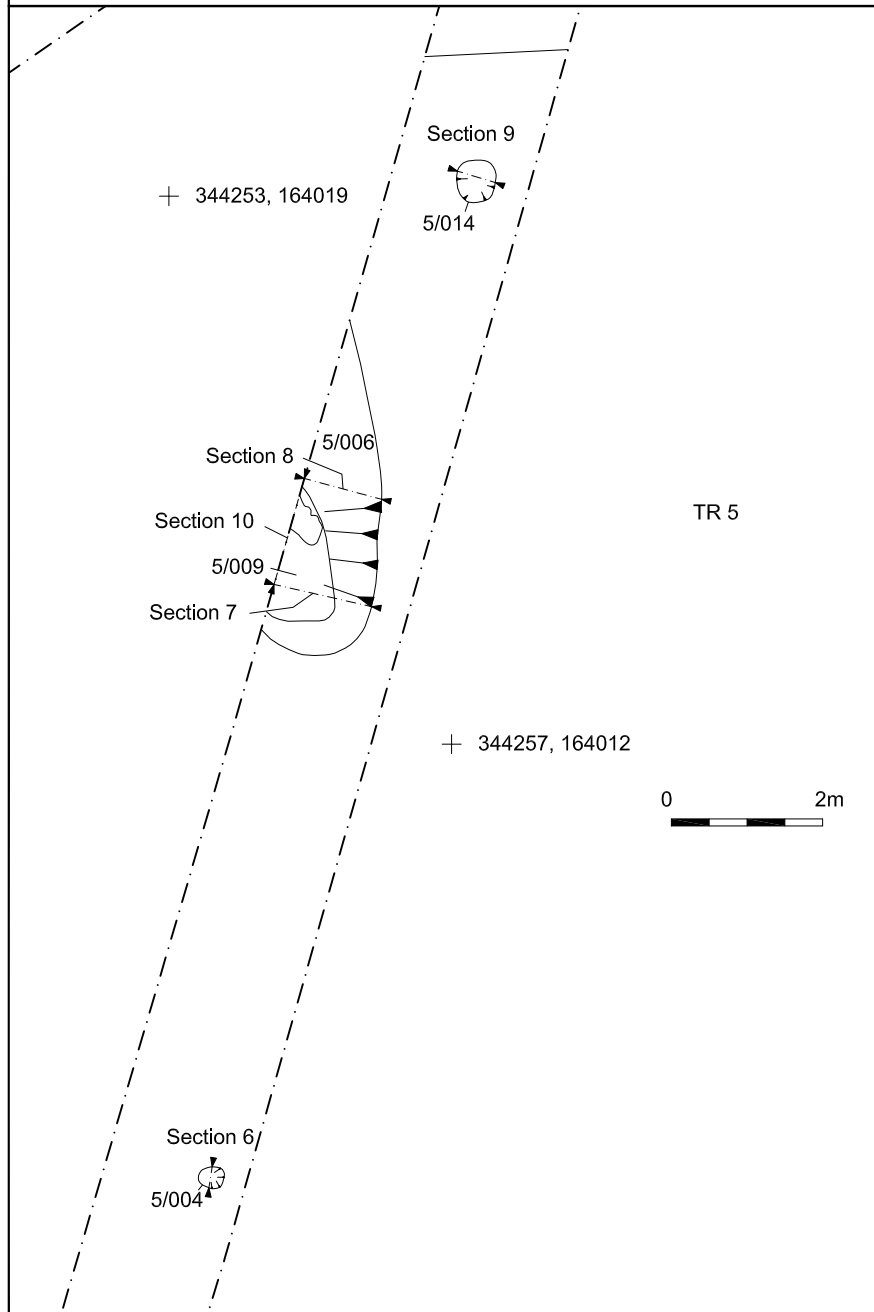 Section 9
344253, 164019
5/014
5/006
Section 8
TR 5
Section 10
5/009
Section 7
344257, 164012
0 2m
Section 6
5/004